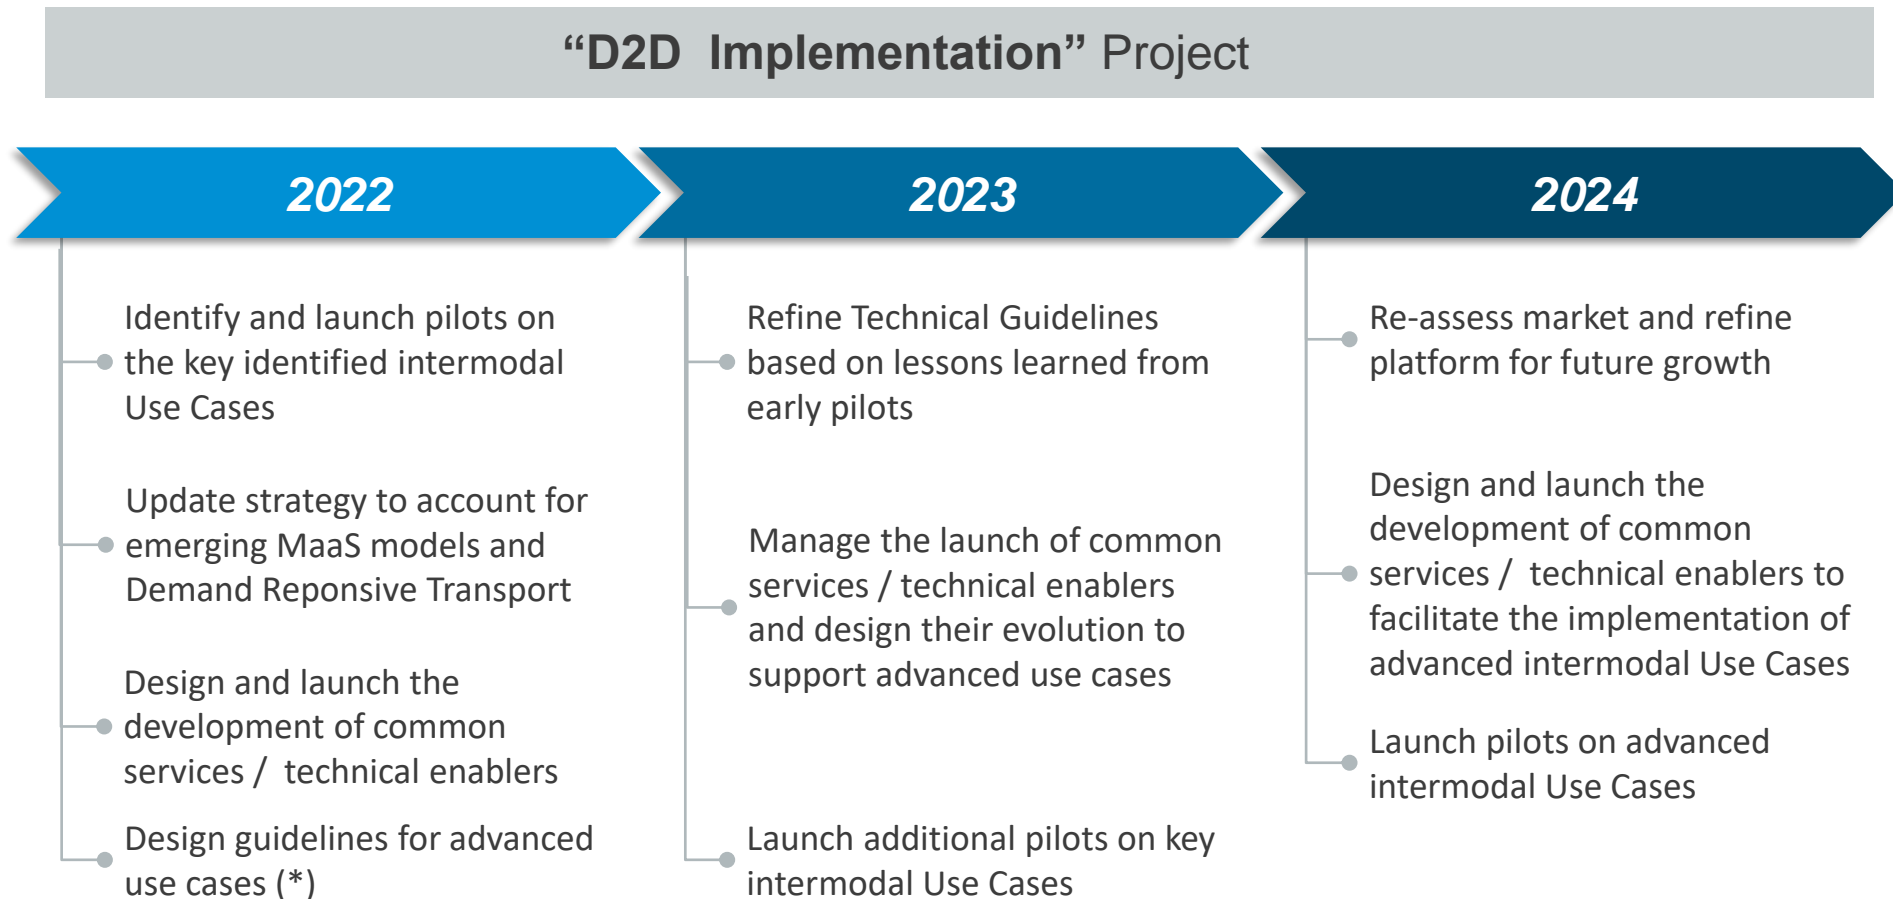 “D2D Implementation” Project
2022
Identify and launch pilots on
the key identified intermodal
Use Cases
Update strategy to account for
emerging MaaS models and
Demand Reponsive Transport
Design and launch the
development of common
services / technical enablers
Design guidelines for advanced
use cases (*)
2023
Refine Technical Guidelines
based on lessons learned from
early pilots
Manage the launch of common
services / technical enablers
and design their evolution to
support advanced use cases
Launch additional pilots on key
intermodal Use Cases
2024
Re-assess market and refine
platform for future growth
Design and launch the
development of common
services / technical enablers to
facilitate the implementation of
advanced intermodal Use Cases
Launch pilots on advanced
intermodal Use Cases